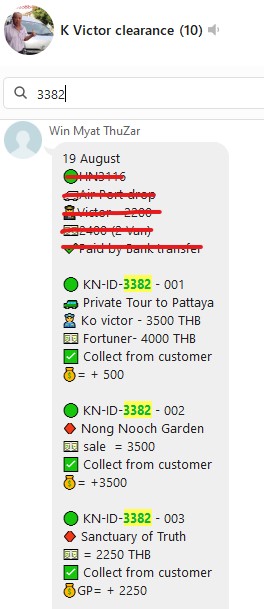 K Victor clearance (10)
3382
Win Myat ThuZar
19 August
HN3116
Air Port drop
Victor - 2200
2400 (2 Van)
Paid by Bank transfer
KN-ID-3382 - 001
Private Tour to Pattaya
Ko victor - 3500 THB
Fortuner- 4000 THB
Collect from customer
= + 500
KN-ID-3382 - 002
Nong Nooch Garden
sale = 3500
Collect from customer
= +3500
KN-ID-3382 - 003
Sanctuary of Truth
= 2250 THB
Collect from customer
GP= + 2250